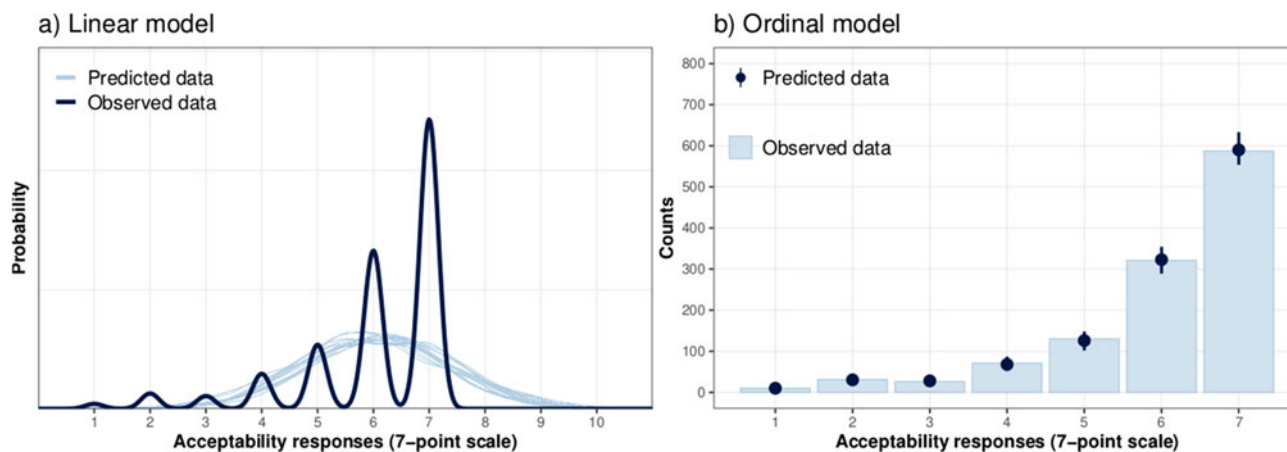 a) Linear model
Predicted data
Observed data
Probability
1 2 3 4 5 6 7 8 9 10
Acceptability responses (7−point scale)
b) Ordinal model
800
700
600
500
400
300
200
100
0
Predicted data
Observed data
Counts
1 2 3 4 5 6 7
Acceptability responses (7−point scale)